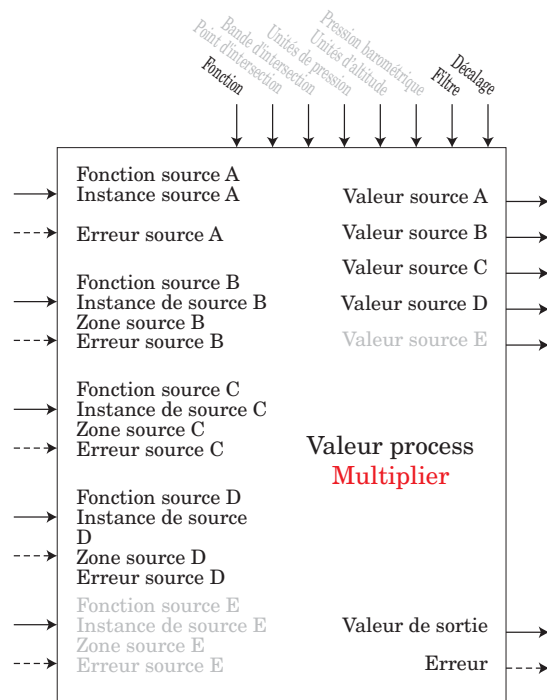 Fonction
Point d'intersection
Bande d'intersection
Unités de pression
Unités d'altitude
Pression barométrique
Filtre
Décalage
Fonction source A
Instance source A
Erreur source A
Fonction source B
Instance de source B
Zone source B
Erreur source B
Fonction source C
Instance de source C
Zone source C
Erreur source C
Fonction source D
Instance de source
D
Zone source D
Erreur source D
Fonction source E
Instance de source E
Zone source E
Erreur source E
Valeur source A
Valeur source B
Valeur source C
Valeur source D
Valeur source E
Valeur process
Multiplier
Valeur de sortie
Erreur